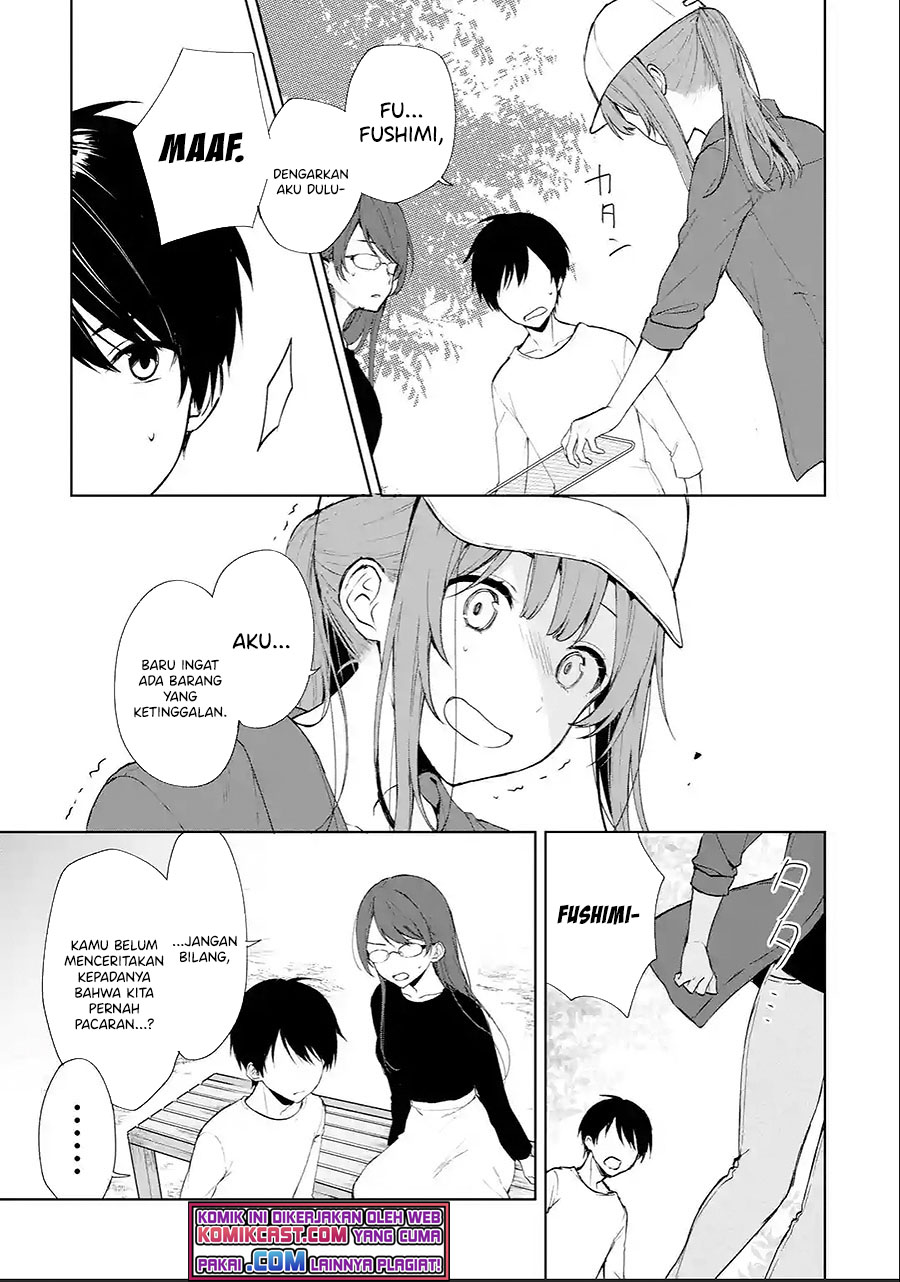 FU...
FUSHIMI,
DENGARKAN
AKU DULU-
カタン
MAAF.
AKU...
BARU INGAT
ADA BARANG
YANG
KETINGGALAN.
タタ
FUSHIMI-
...JANGAN
BILANG,
KAMU BELUM
MENCERITAKAN
KEPADANYA
BAHWA KITA
PERNAH
PACARAN...?
......
KOMIK INI DIKERJAKAN OLEH WEB
KOMIKCAST.COM YANG CUMA
PAKAI .COM LAINNYA PLAGIAT!